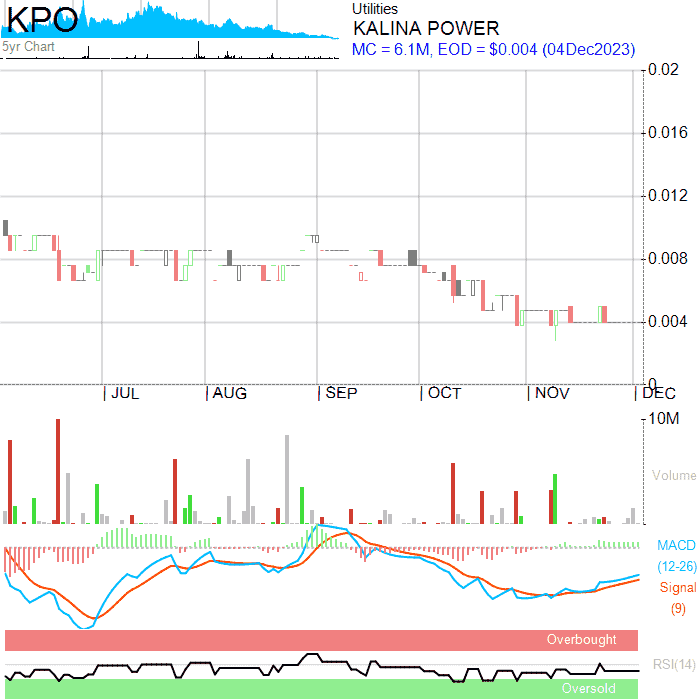 KPO
5yr Chart
Utilities
KALINA POWER
MC = 6.1M, EOD = $0.004 (04Dec2023)
0.02
0.016
0.012
0.008
0.004
0
JUL AUG SEP OCT NOV DEC
10M
Volume
MACD
(12-26)
Signal
(9)
Overbought
RSI(14)
Oversold